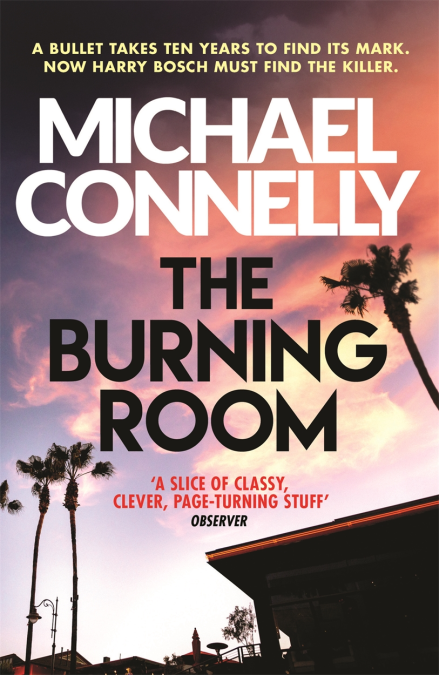 A BULLET TAKES TEN YEARS TO FIND ITS MARK.
NOW HARRY BOSCH MUST FIND THE KILLER.
MICHAEL
CONNELLY
THE
BURNING
ROOM
‘A SLICE OF CLASSY,
CLEVER, PAGE-TURNING STUFF’
OBSERVER